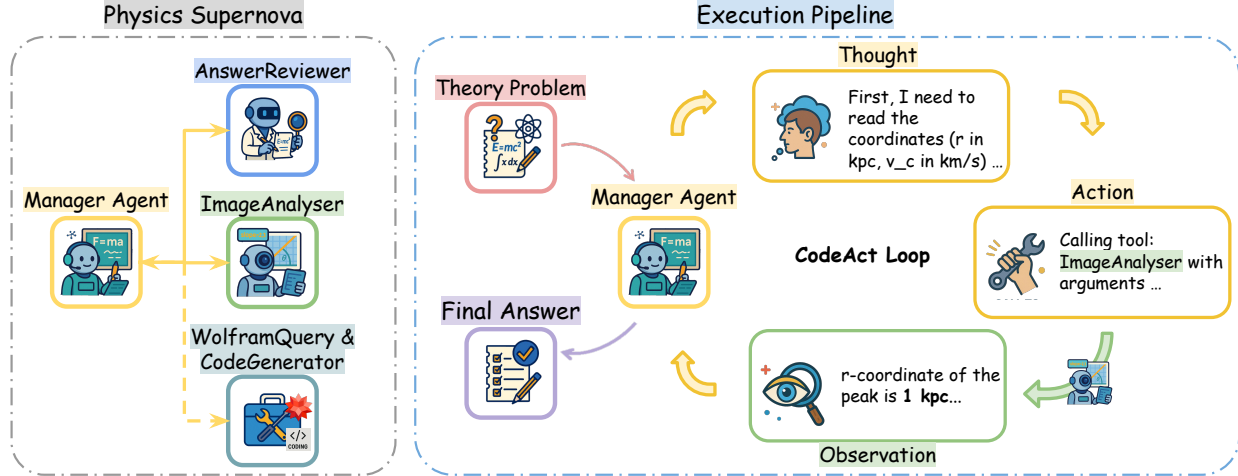 Physics Supernova
AnswerReviewer
E=mc²
Manager Agent
F=ma
ImageAnalyser
WolframQuery &
CodeGenerator
</>
CODING
Execution Pipeline
Theory Problem
?
E=mc²
∫x dx
Manager Agent
F=ma
Final Answer
CodeAct Loop
Thought
First, I need to
read the
coordinates (r in
kpc, v_c in km/s) …
Action
Calling tool:
ImageAnalyser with
arguments …
Observation
r-coordinate of the
peak is 1 kpc...